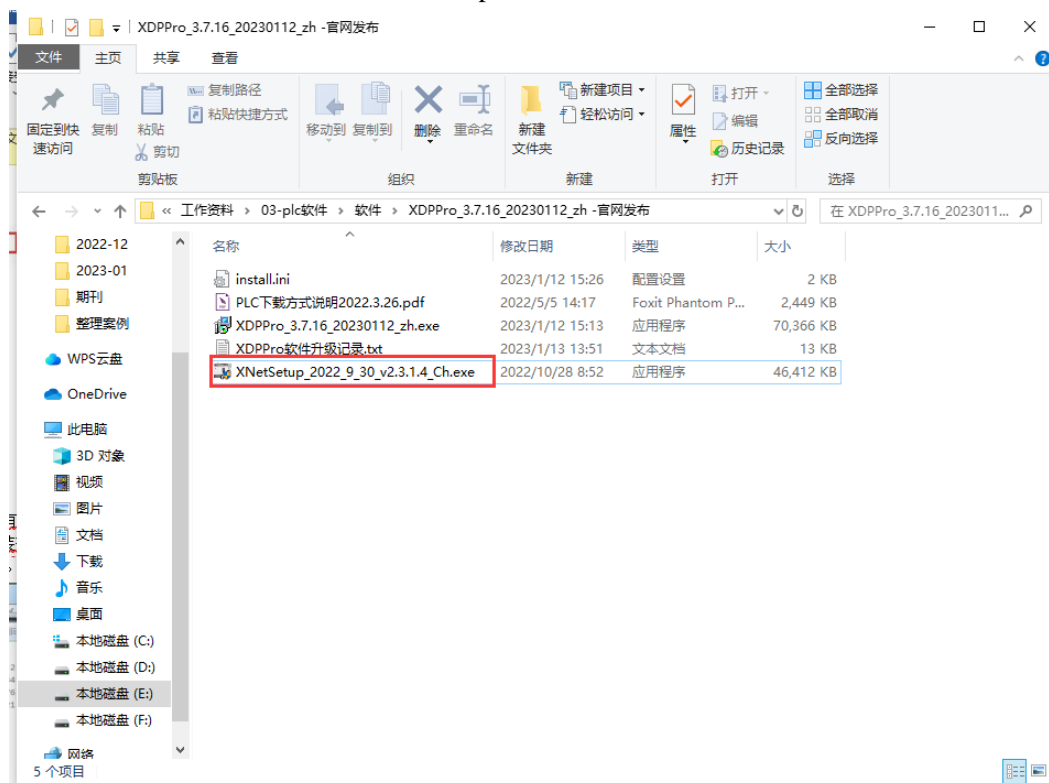 XDPPro_3.7.16_20230112_zh -官网发布
文件 主页 共享 查看
固定到快速访问 复制 粘贴 复制路径 粘贴快捷方式 剪切
移动到 复制到 删除 重命名
新建文件夹 新建项目 轻松访问
属性 打开 编辑 历史记录
全部选择 全部取消 反向选择
剪贴板 组织 新建 打开 选择
« 工作资料 › 03-plc软件 › 软件 › XDPPro_3.7.16_20230112_zh -官网发布
在 XDPPro_3.7.16_2023011...
名称 修改日期 类型 大小
install.ini 2023/1/12 15:26 配置设置 2 KB
PLC下载方式说明2022.3.26.pdf 2022/5/5 14:17 Foxit Phantom P... 2,449 KB
XDPPro_3.7.16_20230112_zh.exe 2023/1/12 15:13 应用程序 70,366 KB
XDPPro软件升级记录.txt 2023/1/13 13:51 文本文档 13 KB
XNetSetup_2022_9_30_v2.3.1.4_Ch.exe 2022/10/28 8:52 应用程序 46,412 KB
2022-12
2023-01
期刊
整理案例
WPS云盘
OneDrive
此电脑
3D 对象
视频
图片
文档
下载
音乐
桌面
本地磁盘 (C:)
本地磁盘 (D:)
本地磁盘 (E:)
本地磁盘 (F:)
网络
5 个项目